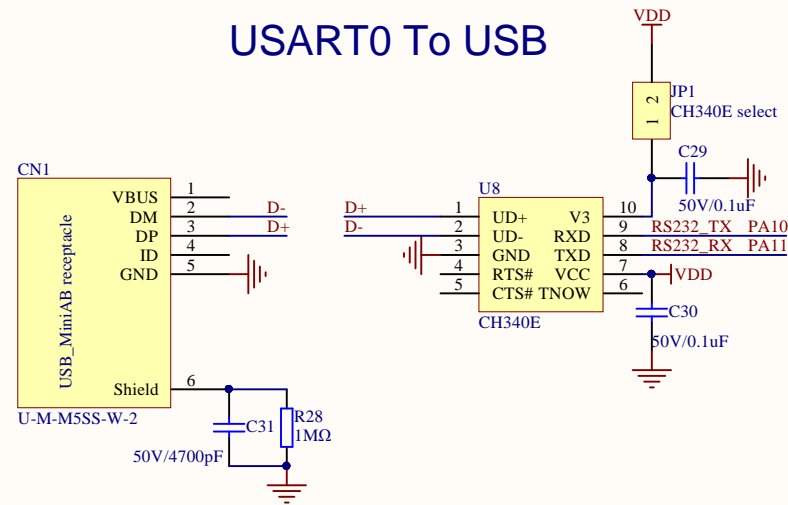 USART0 To USB
VDD
JP1
1 2
CH340E select
C29
50V/0.1uF
CN1
USB_MiniAB receptacle
VBUS 1
DM 2 D-
DP 3 D+
ID 4
GND 5
Shield 6
U-M-M5SS-W-2
C31
50V/4700pF
R28
1MΩ
U8
D+ 1 UD+ V3 10
D- 2 UD- RXD 9 RS232_TX PA10
3 GND TXD 8 RS232_RX PA11
4 RTS# VCC 7 VDD
5 CTS# TNOW 6
CH340E
C30
50V/0.1uF